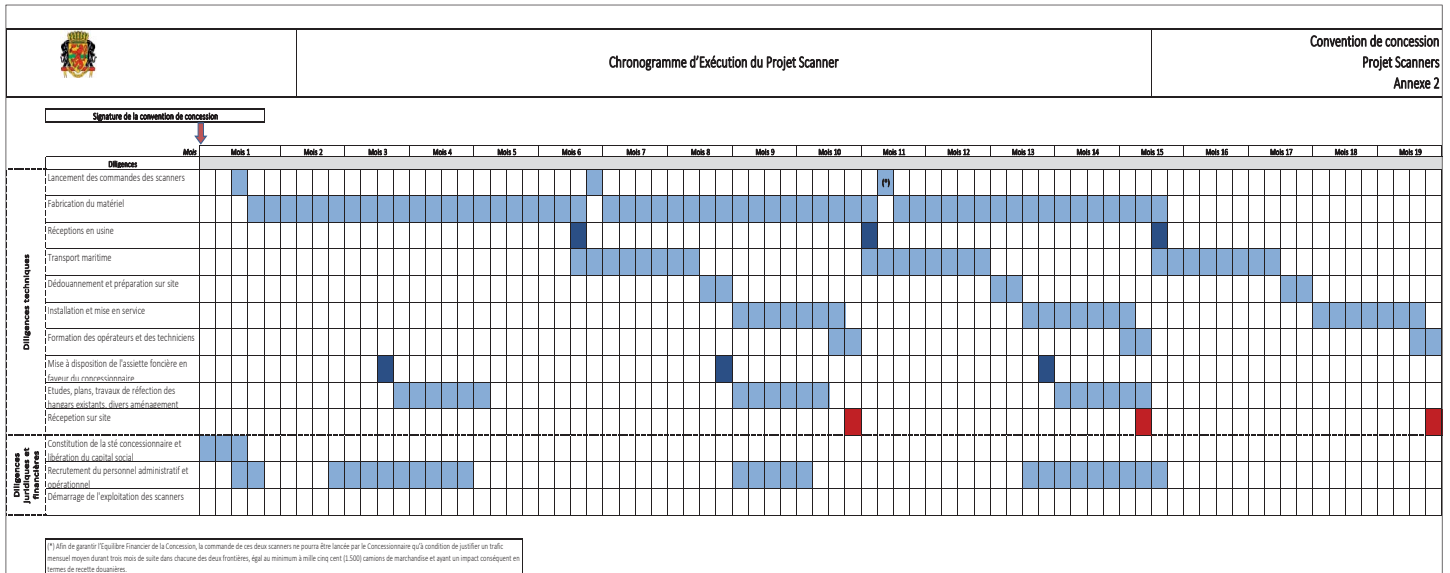 Convention de concession
Chronogramme d'Exécution du Projet Scanner
Projet Scanners
Annexe 2
Signature de la convention de concession
Mois Mois 1 Mois 2 Mois 3 Mois 4 Mois 5 Mois 6 Mois 7 Mois 8 Mois 9 Mois 10 Mois 11 Mois 12 Mois 13 Mois 14 Mois 15 Mois 16 Mois 17 Mois 18 Mois 19
Diligences
Diligences techniques
Lancement des commandes des scanners
(*)
Fabrication du matériel
Réceptions en usine
Transport maritime
Dédouannement et préparation sur site
Installation et mise en service
Formation des opérateurs et des techniciens
Mise à disposition de l'assiette foncière en
faveur du concessionnaire
Etudes, plans, travaux de réfection des
hangars existants, divers aménagement
Récepetion sur site
Diligences
juridiques et
financières
Constitution de la sté concessionnaire et
libération du capital social
Recrutement du personnel administratif et
opérationnel
Démarrage de l'exploitation des scanners
(*) Afin de garantir l'Equilibre Financier de la Concession, la commande de ces deux scanners ne pourra être lancée par le Concessionnaire qu'à condition de justifier un trafic
mensuel moyen durant trois mois de suite dans chacune des deux frontières, égal au minimum à mille cinq cent (1.500) camions de marchandise et ayant un impact conséquent en
termes de recette douanières.